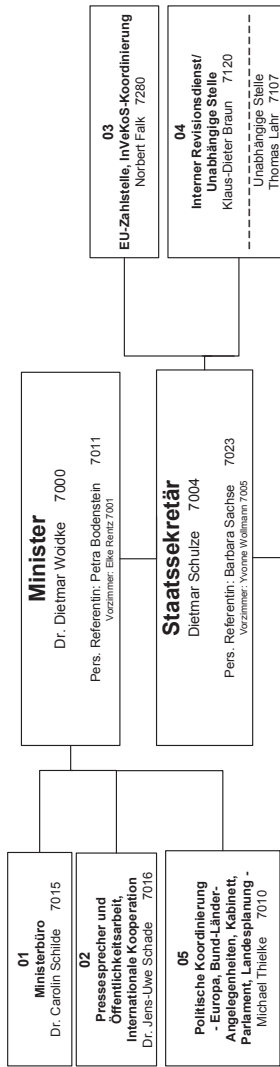 01
Ministerbüro
Dr. Carolin Schilde 7015
02
Pressesprecher und
Öffentlichkeitsarbeit,
Internationale Kooperation
Dr. Jens-Uwe Schade 7016
05
Politische Koordinierung
- Europa, Bund-Länder-
Angelegenheiten, Kabinett,
Parlament, Landesplanung -
Michael Thielke 7010
Minister
Dr. Dietmar Woidke 7000
Pers. Referentin: Petra Bodenstein 7011
Vorzimmer: Elke Rentz 7001
Staatssekretär
Dietmar Schulze 7004
Pers. Referentin: Barbara Sachse 7023
Vorzimmer: Yvonne Wollmann 7005
03
EU-Zahlstelle, InVeKoS-Koordinierung
Norbert Falk 7280
04
Interner Revisionsdienst/
Unabhängige Stelle
Klaus-Dieter Braun 7120
Unabhängige Stelle
Thomas Lahr 7107